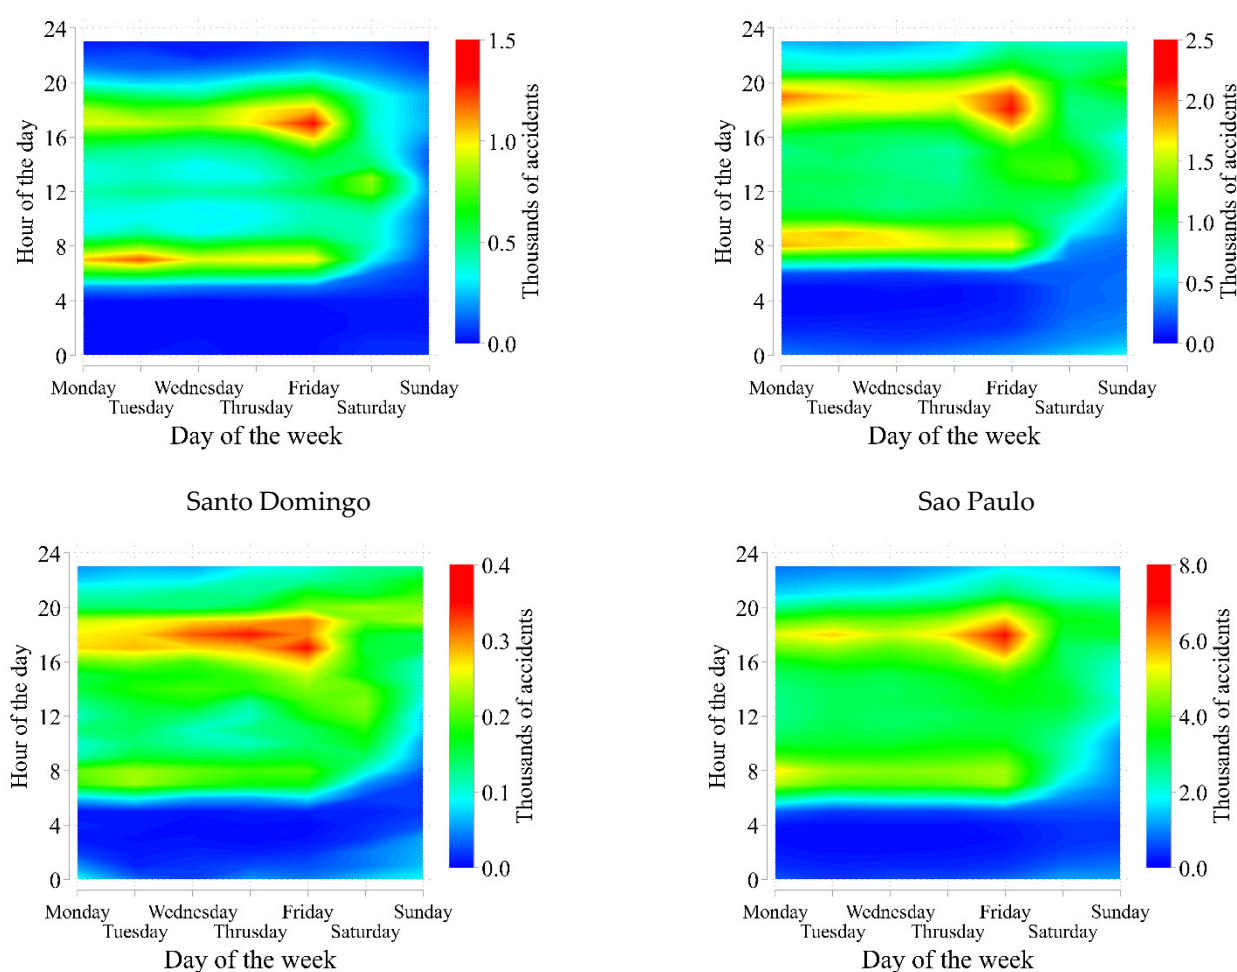 24
20
16
12
8
4
0
Hour of the day
Monday Wednesday Friday Sunday
Tuesday Thrusday Saturday
Day of the week
1.5
1.0
0.5
0.0
Thousands of accidents
24
20
16
12
8
4
0
Hour of the day
Monday Wednesday Friday Sunday
Tuesday Thrusday Saturday
Day of the week
2.5
2.0
1.5
1.0
0.5
0.0
Thousands of accidents
Santo Domingo
Sao Paulo
24
20
16
12
8
4
0
Hour of the day
Monday Wednesday Friday Sunday
Tuesday Thrusday Saturday
Day of the week
0.4
0.3
0.2
0.1
0.0
Thousands of accidents
24
20
16
12
8
4
0
Hour of the day
Monday Wednesday Friday Sunday
Tuesday Thrusday Saturday
Day of the week
8.0
6.0
4.0
2.0
0.0
Thousands of accidents